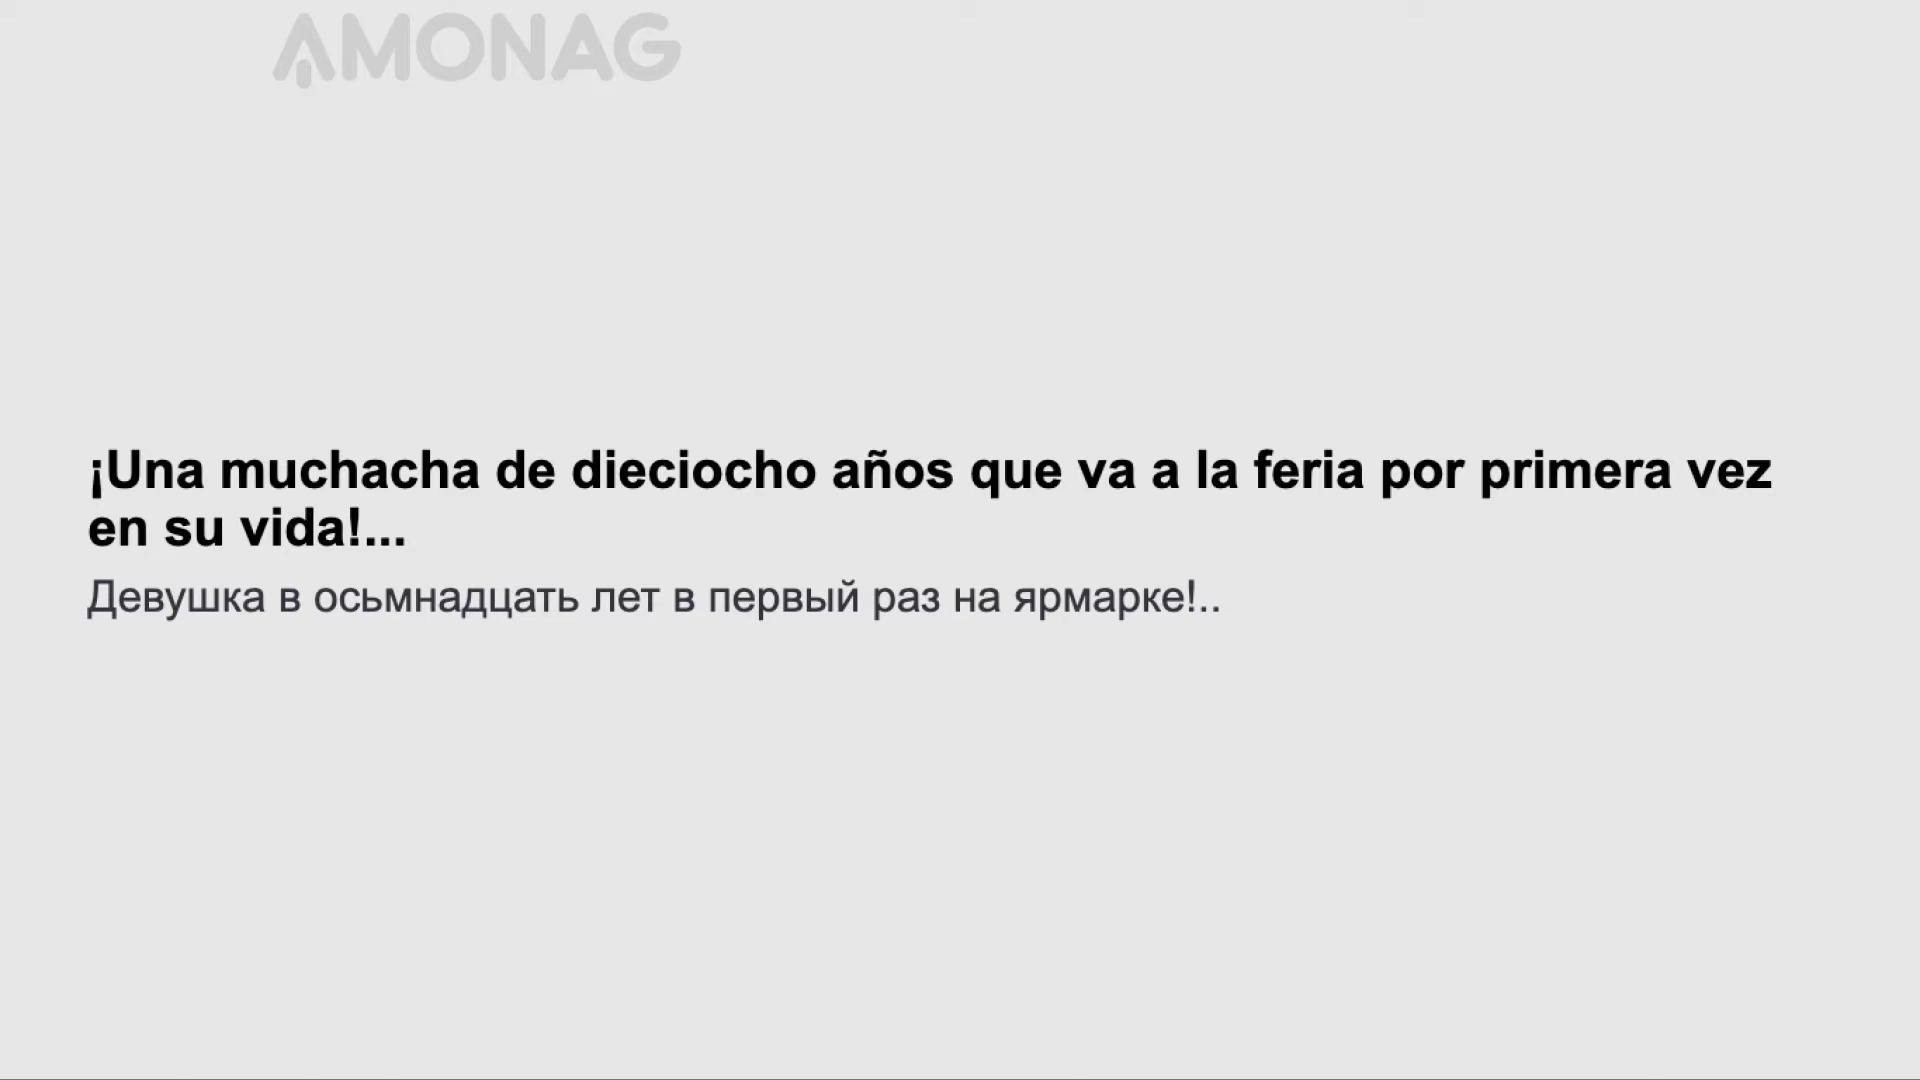 AMONAG
¡Una muchacha de dieciocho años que va a la feria por primera vez
en su vida!...
Девушка в осьмнадцать лет в первый раз на ярмарке!..